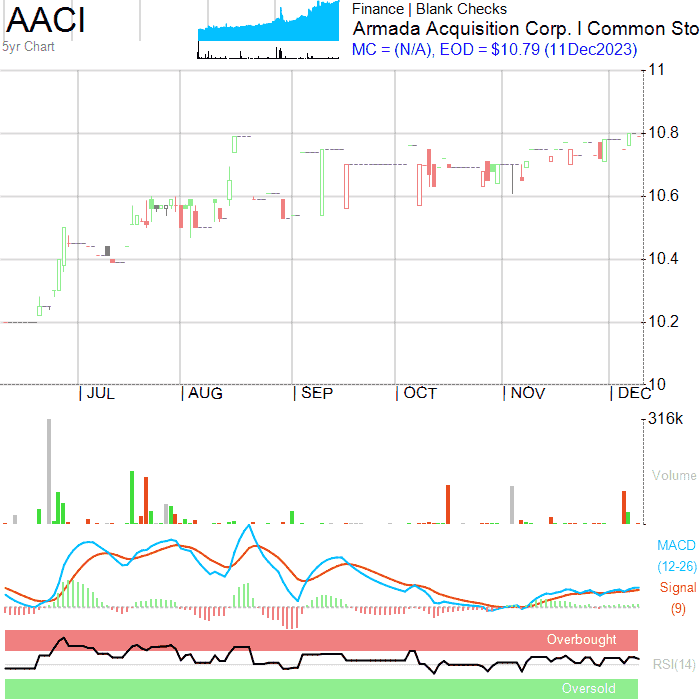 AACI
5yr Chart
Finance | Blank Checks
Armada Acquisition Corp. I Common Sto
MC = (N/A), EOD = $10.79 (11Dec2023)
11
10.8
10.6
10.4
10.2
10
JUL AUG SEP OCT NOV DEC
316k
Volume
MACD
(12-26)
Signal
(9)
Overbought
RSI(14)
Oversold